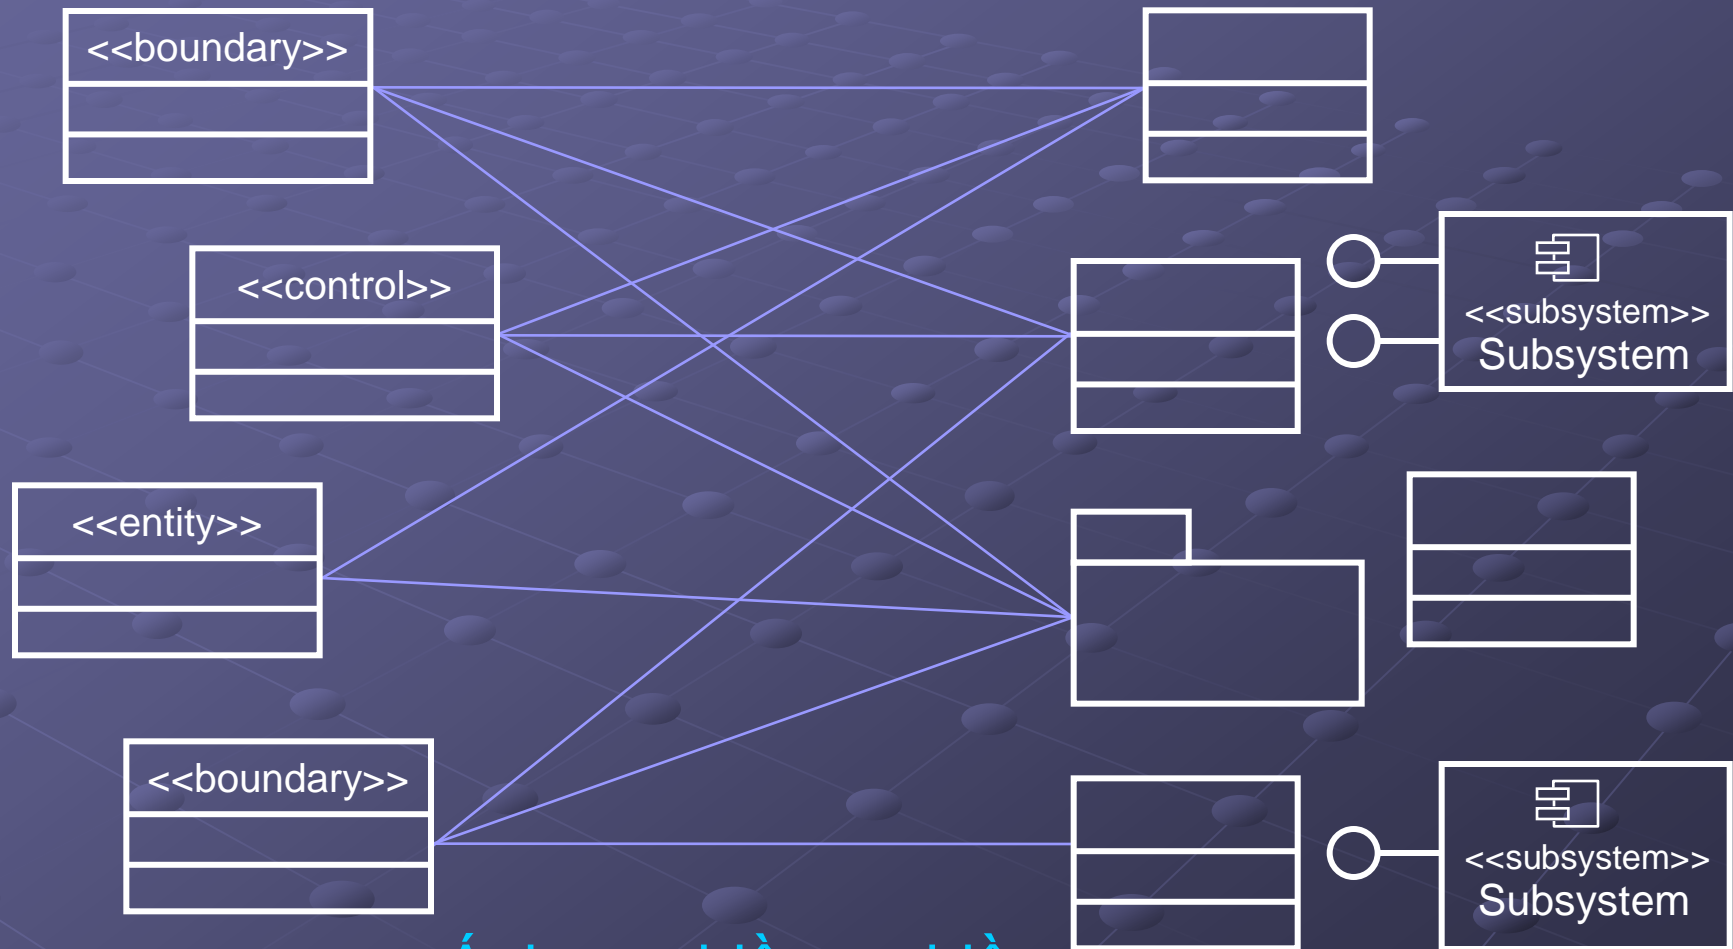 <<boundary>>
<<control>>
<<subsystem>>
Subsystem
<<entity>>
<<boundary>>
<<subsystem>>
Subsystem